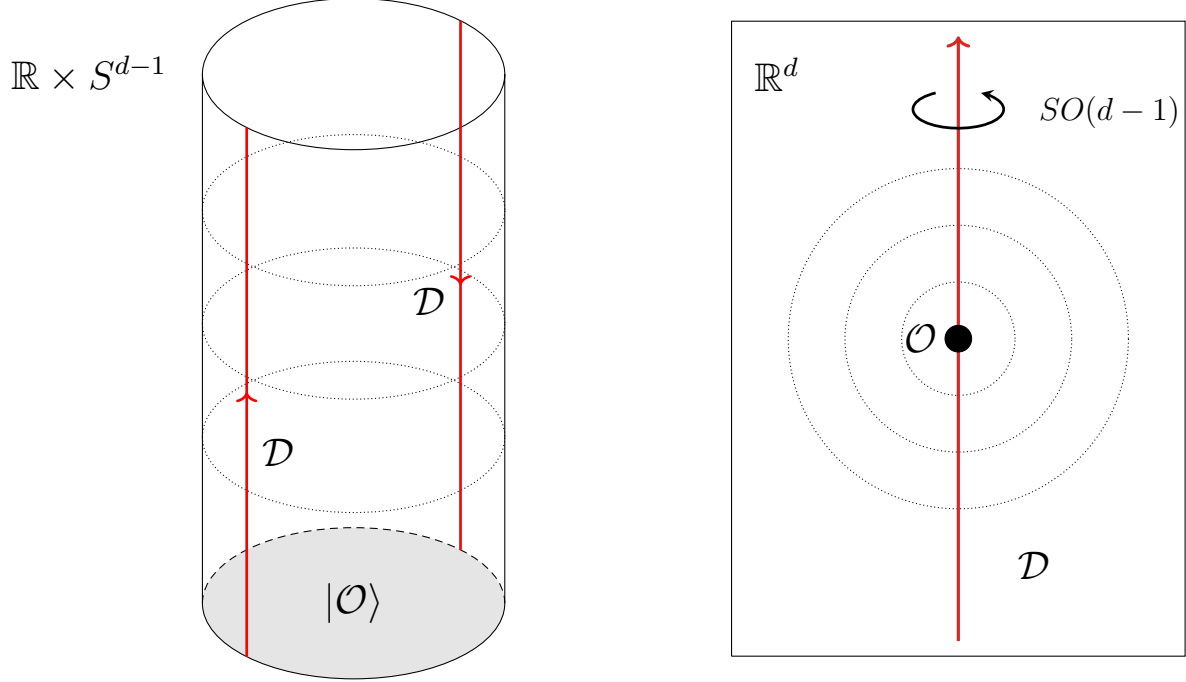 ℝ × S^{d−1}
𝒟
𝒟
|𝒪⟩
ℝ^d
SO(d − 1)
𝒪
𝒟